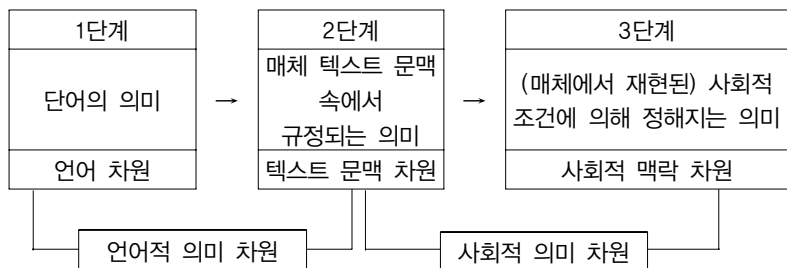 1단계
2단계
3단계
단어의 의미
→
매체 텍스트 문맥
속에서
규정되는 의미
→
(매체에서 재현된) 사회적
조건에 의해 정해지는 의미
언어 차원
텍스트 문맥 차원
사회적 맥락 차원
언어적 의미 차원
사회적 의미 차원